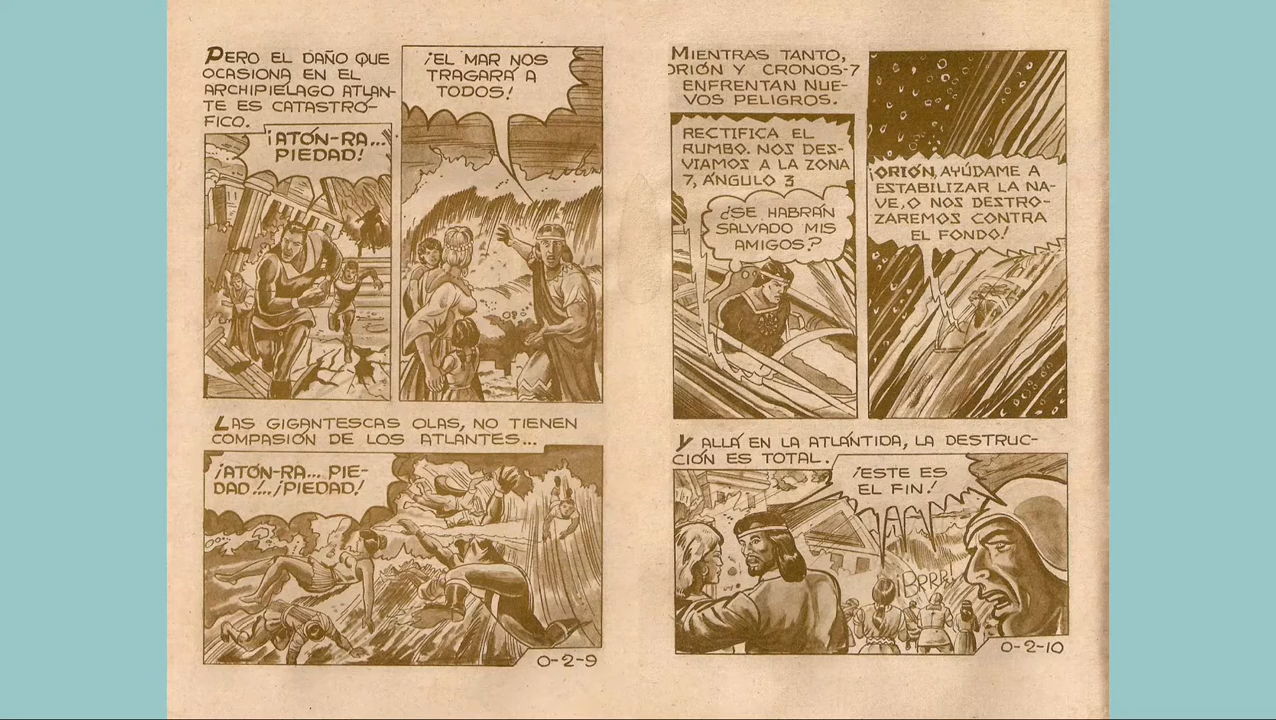 PERO EL DAÑO QUE
OCASIONA EN EL
ARCHIPIELAGO ATLAN-
TE ES CATASTRÓ-
FICO.
¡ATÓN-RA...
PIEDAD!
¡EL MAR NOS
TRAGARÁ A
TODOS!
LAS GIGANTESCAS OLAS, NO TIENEN
COMPASIÓN DE LOS ATLANTES...
¡ATÓN-RA... PIE-
DAD!...¡PIEDAD!
0-2-9
MIENTRAS TANTO,
ORIÓN Y CRONOS-7
ENFRENTAN NUE-
VOS PELIGROS.
RECTIFICA EL
RUMBO. NOS DES-
VIAMOS A LA ZONA
7, ÁNGULO 3
¿SE HABRÁN
SALVADO MIS
AMIGOS?
¡ORIÓN, AYÚDAME A
ESTABILIZAR LA NA-
VE, O NOS DESTRO-
ZAREMOS CONTRA
EL FONDO!
Y ALLÁ EN LA ATLÁNTIDA, LA DESTRUC-
CIÓN ES TOTAL.
¡ESTE ES
EL FIN!
¡BRRR!
0-2-10